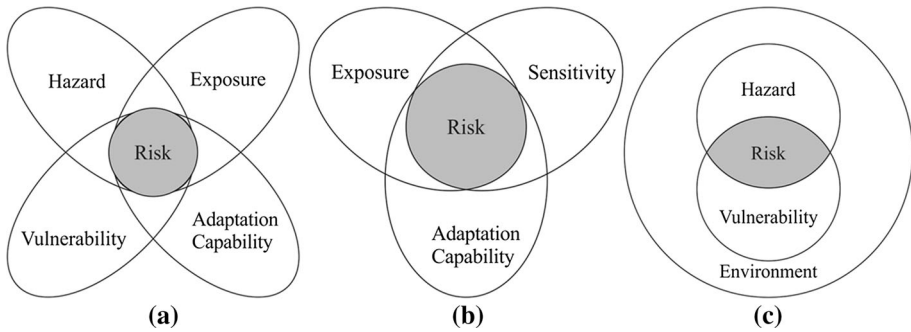 Hazard
Exposure
Risk
Vulnerability
Adaptation
Capability
(a)
Exposure
Sensitivity
Risk
Adaptation
Capability
(b)
Hazard
Risk
Vulnerability
Environment
(c)